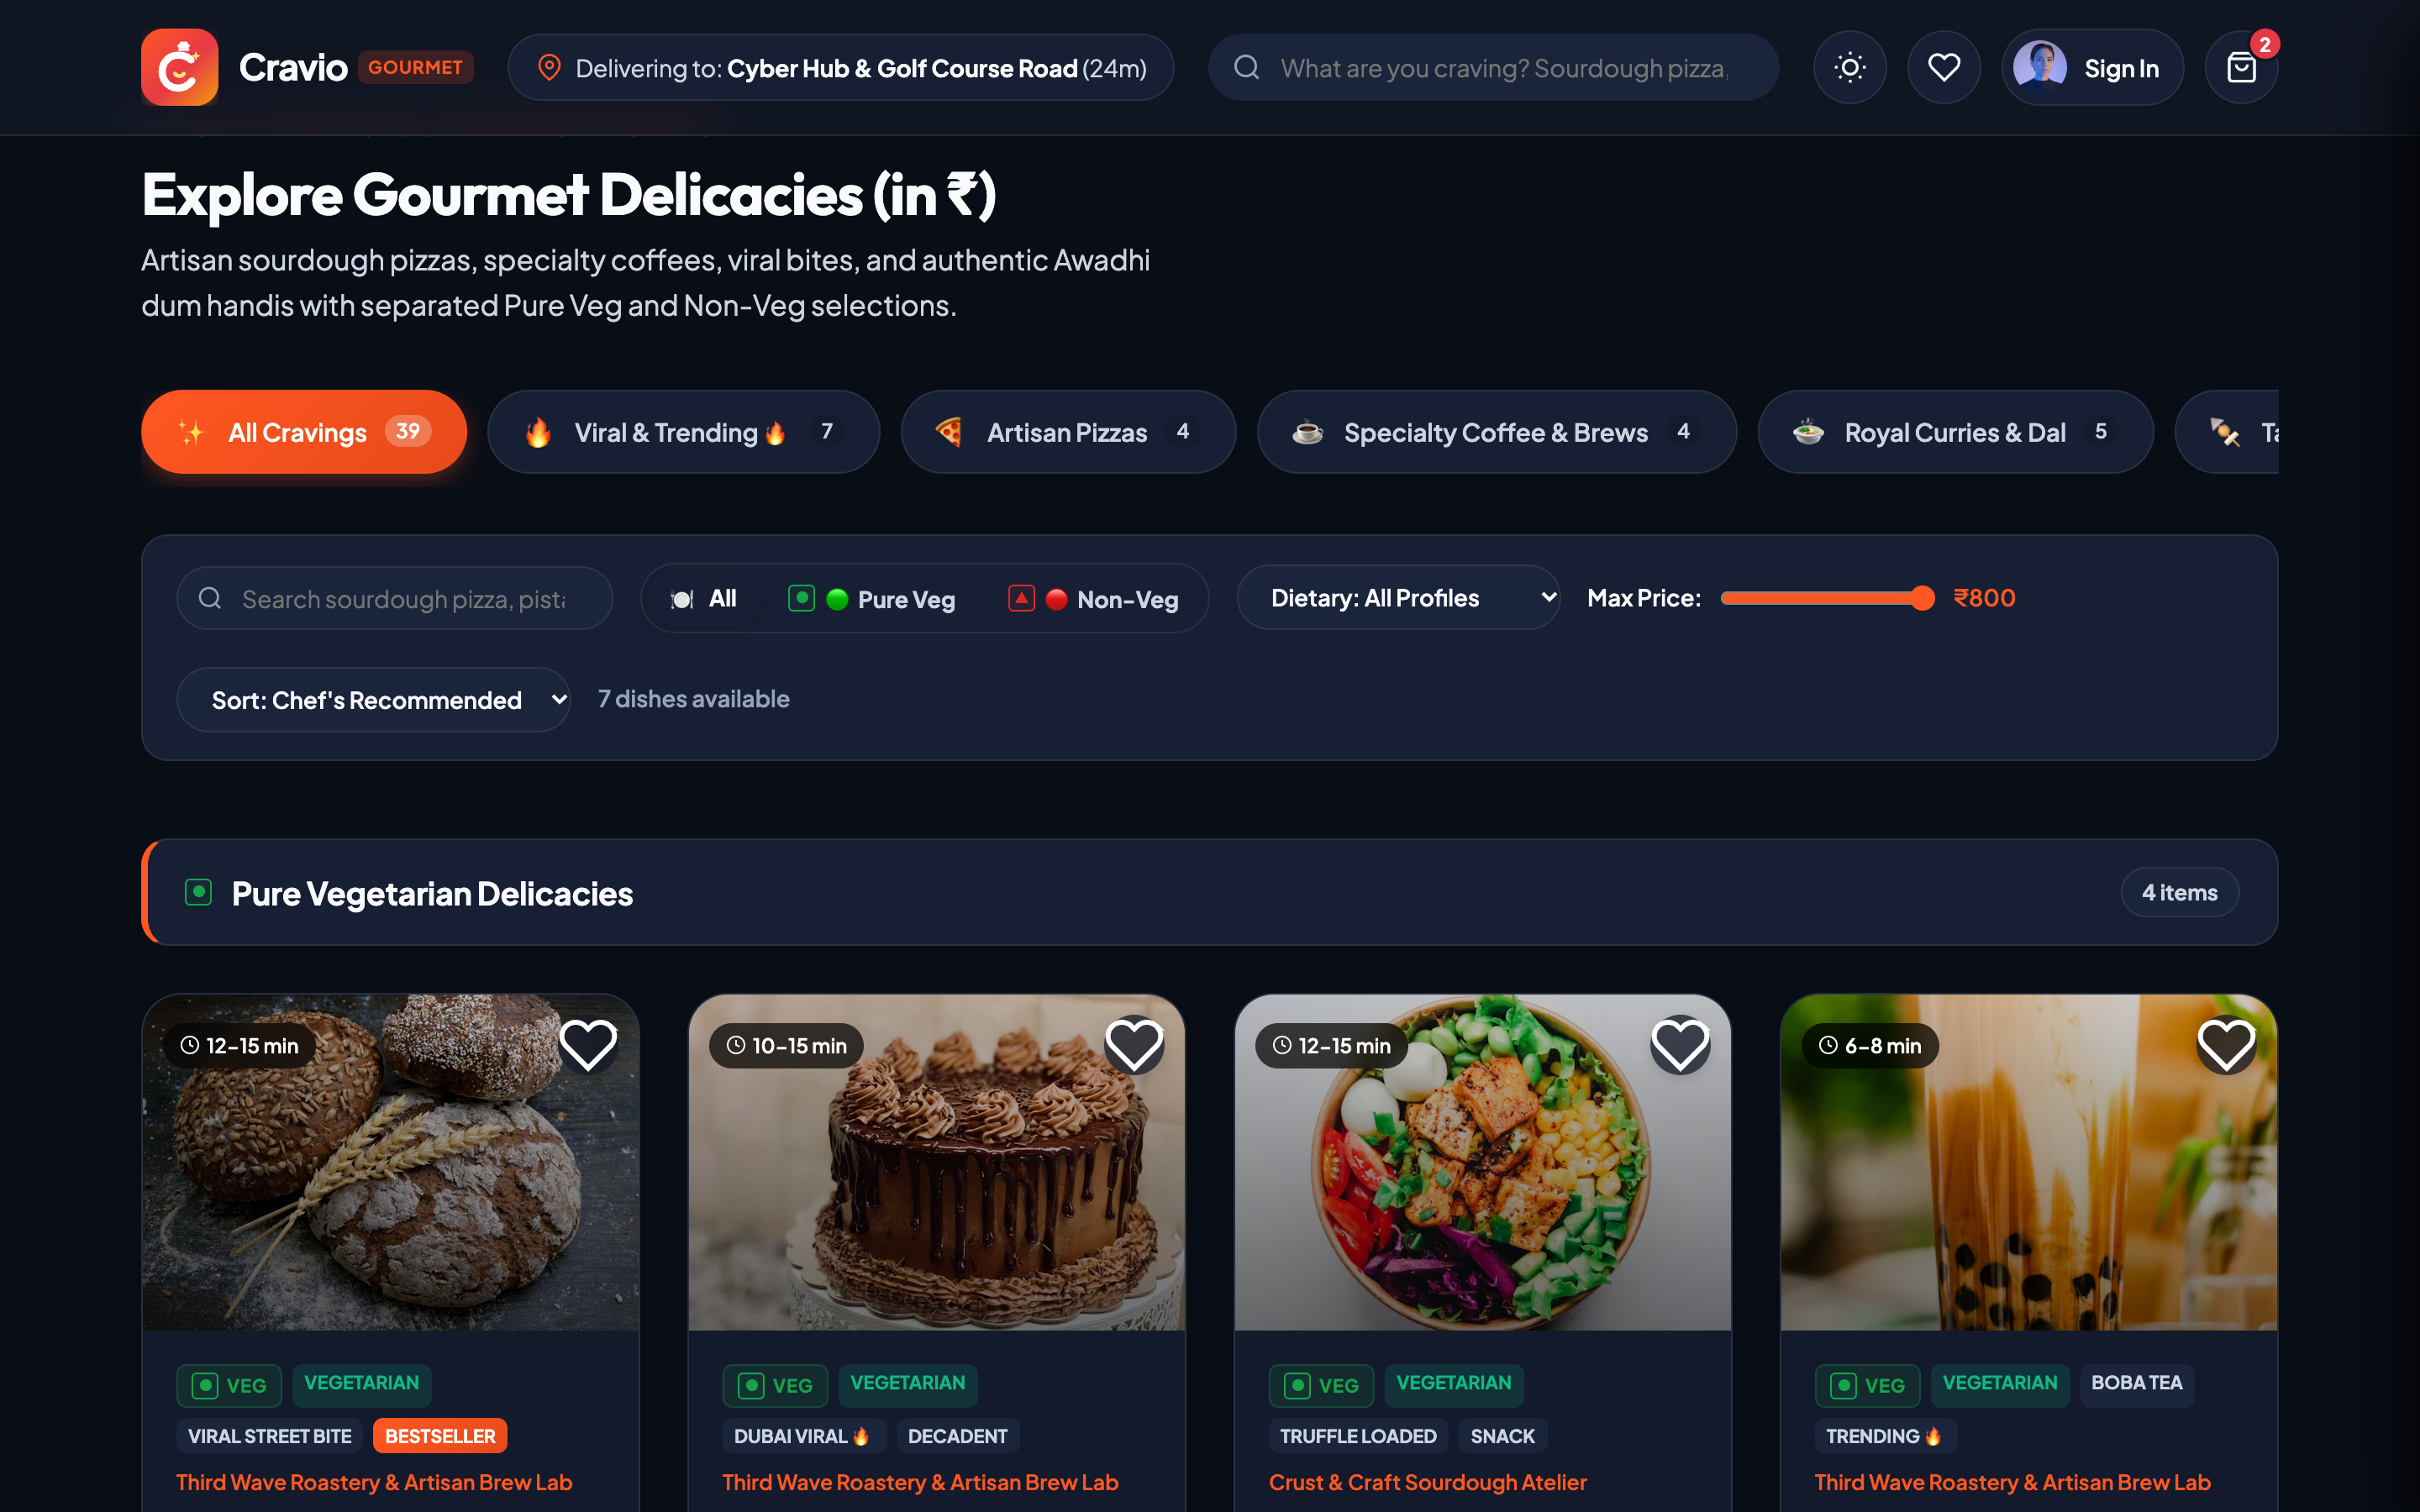 Cravio GOURMET
Delivering to: Cyber Hub & Golf Course Road (24m)
What are you craving? Sourdough pizza,
Sign In
2
Explore Gourmet Delicacies (in ₹)
Artisan sourdough pizzas, specialty coffees, viral bites, and authentic Awadhi
dum handis with separated Pure Veg and Non-Veg selections.
✨ All Cravings 39
🔥 Viral & Trending 🔥 7
🍕 Artisan Pizzas 4
☕ Specialty Coffee & Brews 4
🍲 Royal Curries & Dal 5
🍢
Search sourdough pizza, pista
🍽️ All
🟢 Pure Veg
🔴 Non-Veg
Dietary: All Profiles
Max Price: ₹800
Sort: Chef's Recommended
7 dishes available
Pure Vegetarian Delicacies
4 items
12-15 min
VEG VEGETARIAN
VIRAL STREET BITE BESTSELLER
Third Wave Roastery & Artisan Brew Lab
10-15 min
VEG VEGETARIAN
DUBAI VIRAL 🔥 DECADENT
Third Wave Roastery & Artisan Brew Lab
12-15 min
VEG VEGETARIAN
TRUFFLE LOADED SNACK
Crust & Craft Sourdough Atelier
6-8 min
VEG VEGETARIAN BOBA TEA
TRENDING 🔥
Third Wave Roastery & Artisan Brew Lab